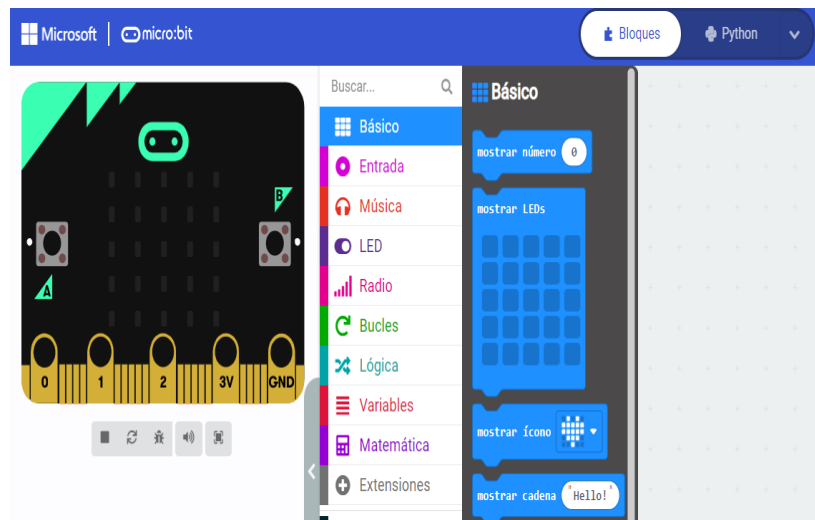 Microsoft micro:bit Bloques Python
Buscar...
Básico
Entrada
Música
LED
Radio
Bucles
Lógica
Variables
Matemática
Extensiones
Básico
mostrar número 0
mostrar LEDs
mostrar ícono
mostrar cadena "Hello!"
B
A
0 1 2 3V GND